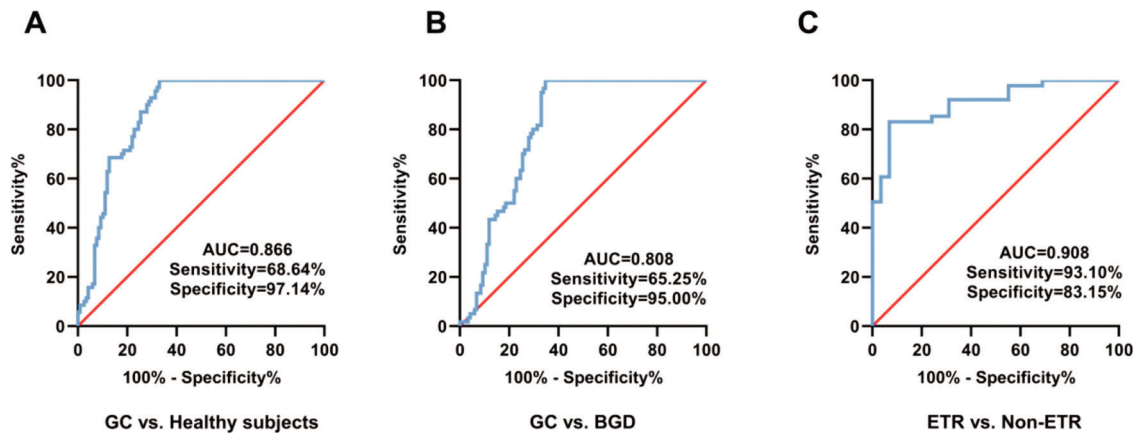 A
B
C
100
80
60
40
20
0
Sensitivity%
AUC=0.866
Sensitivity=68.64%
Specificity=97.14%
0 20 40 60 80 100
100% - Specificity%
GC vs. Healthy subjects
100
80
60
40
20
0
Sensitivity%
AUC=0.808
Sensitivity=65.25%
Specificity=95.00%
0 20 40 60 80 100
100% - Specificity%
GC vs. BGD
100
80
60
40
20
0
Sensitivity%
AUC=0.908
Sensitivity=93.10%
Specificity=83.15%
0 20 40 60 80 100
100% - Specificity%
ETR vs. Non-ETR